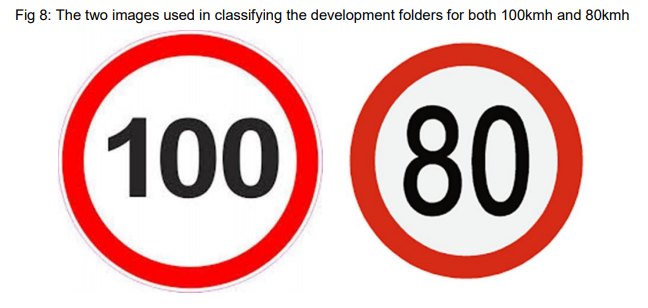 Fig 8: The two images used in classifying the development folders for both 100kmh and 80kmh
100
80